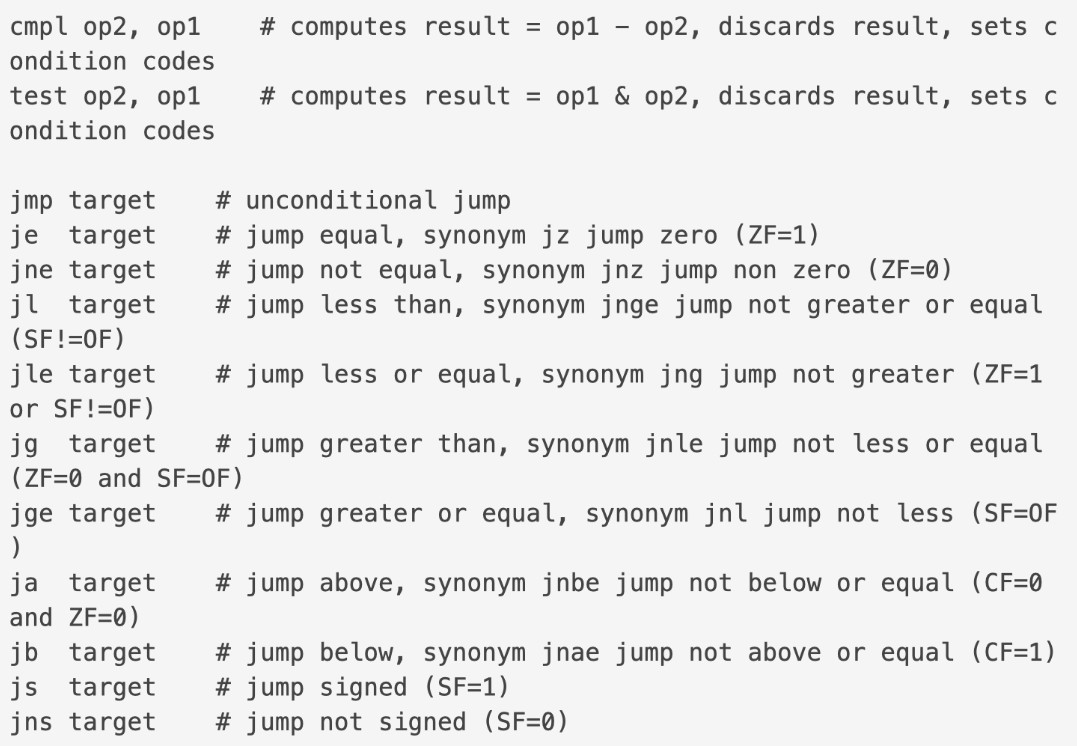 cmpl op2, op1    # computes result = op1 - op2, discards result, sets c
ondition codes
test op2, op1    # computes result = op1 & op2, discards result, sets c
ondition codes

jmp target    # unconditional jump
je  target    # jump equal, synonym jz jump zero (ZF=1)
jne target    # jump not equal, synonym jnz jump non zero (ZF=0)
jl  target    # jump less than, synonym jnge jump not greater or equal
(SF!=OF)
jle target    # jump less or equal, synonym jng jump not greater (ZF=1
or SF!=OF)
jg  target    # jump greater than, synonym jnle jump not less or equal
(ZF=0 and SF=OF)
jge target    # jump greater or equal, synonym jnl jump not less (SF=OF
)
ja  target    # jump above, synonym jnbe jump not below or equal (CF=0
and ZF=0)
jb  target    # jump below, synonym jnae jump not above or equal (CF=1)
js  target    # jump signed (SF=1)
jns target    # jump not signed (SF=0)